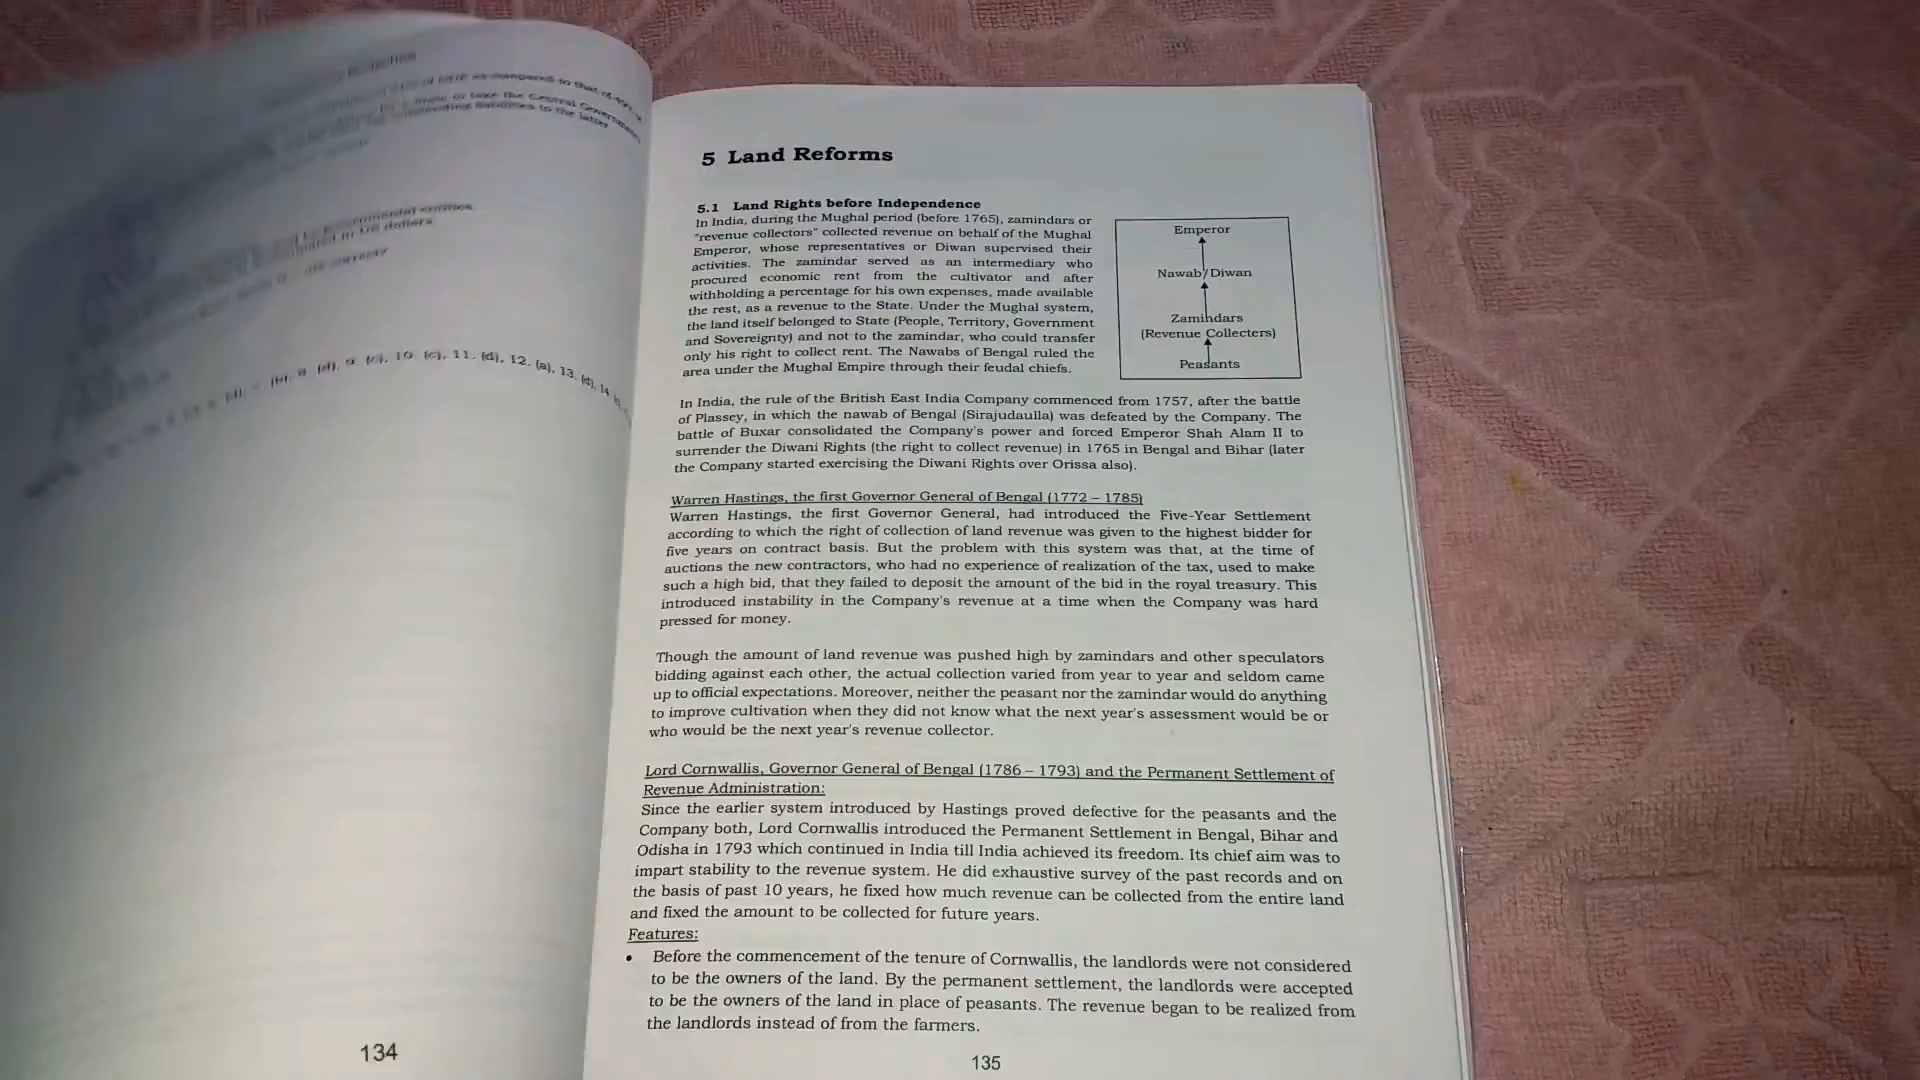 as compared to that of
take the Central Government
to the latter
entities.
US dollars.
(d), 9. (c), 10. (c), 11. (d), 12. (a), 13. (d), 14
134
5 Land Reforms
5.1 Land Rights before Independence
In India, during the Mughal period (before 1765), zamindars or
"revenue collectors" collected revenue on behalf of the Mughal
Emperor, whose representatives or Diwan supervised their
activities. The zamindar served as an intermediary who
procured economic rent from the cultivator and after
withholding a percentage for his own expenses, made available
the rest, as a revenue to the State. Under the Mughal system,
the land itself belonged to State (People, Territory, Government
and Sovereignty) and not to the zamindar, who could transfer
only his right to collect rent. The Nawabs of Bengal ruled the
area under the Mughal Empire through their feudal chiefs.
Emperor
Nawab/Diwan
Zamindars
(Revenue Collecters)
Peasants
In India, the rule of the British East India Company commenced from 1757, after the battle
of Plassey, in which the nawab of Bengal (Sirajudaulla) was defeated by the Company. The
battle of Buxar consolidated the Company's power and forced Emperor Shah Alam II to
surrender the Diwani Rights (the right to collect revenue) in 1765 in Bengal and Bihar (later
the Company started exercising the Diwani Rights over Orissa also).
Warren Hastings, the first Governor General of Bengal (1772 – 1785)
Warren Hastings, the first Governor General, had introduced the Five-Year Settlement
according to which the right of collection of land revenue was given to the highest bidder for
five years on contract basis. But the problem with this system was that, at the time of
auctions the new contractors, who had no experience of realization of the tax, used to make
such a high bid, that they failed to deposit the amount of the bid in the royal treasury. This
introduced instability in the Company's revenue at a time when the Company was hard
pressed for money.
Though the amount of land revenue was pushed high by zamindars and other speculators
bidding against each other, the actual collection varied from year to year and seldom came
up to official expectations. Moreover, neither the peasant nor the zamindar would do anything
to improve cultivation when they did not know what the next year's assessment would be or
who would be the next year's revenue collector.
Lord Cornwallis, Governor General of Bengal (1786 – 1793) and the Permanent Settlement of
Revenue Administration:
Since the earlier system introduced by Hastings proved defective for the peasants and the
Company both, Lord Cornwallis introduced the Permanent Settlement in Bengal, Bihar and
Odisha in 1793 which continued in India till India achieved its freedom. Its chief aim was to
impart stability to the revenue system. He did exhaustive survey of the past records and on
the basis of past 10 years, he fixed how much revenue can be collected from the entire land
and fixed the amount to be collected for future years.
Features:
• Before the commencement of the tenure of Cornwallis, the landlords were not considered
to be the owners of the land. By the permanent settlement, the landlords were accepted
to be the owners of the land in place of peasants. The revenue began to be realized from
the landlords instead of from the farmers.
135